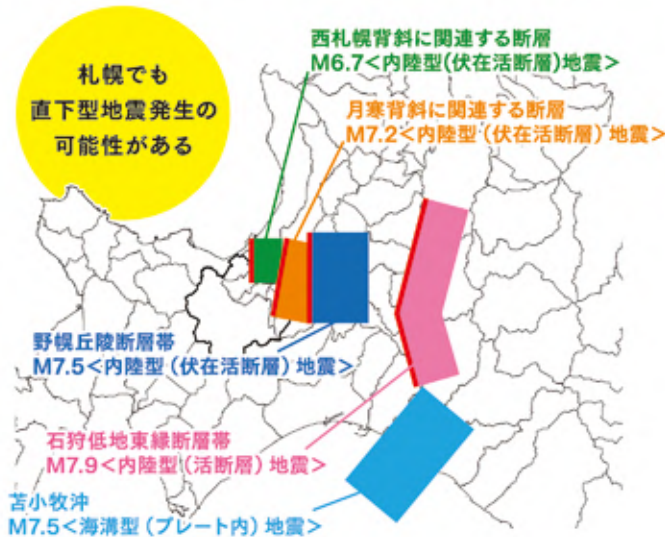 札幌でも
直下型地震発生の
可能性がある
西札幌背斜に関連する断層
M6.7<内陸型(伏在活断層)地震>
月寒背斜に関連する断層
M7.2<内陸型（伏在活断層）地震>
野幌丘陵断層帯
M7.5<内陸型（伏在活断層）地震>
石狩低地東縁断層帯
M7.9<内陸型（活断層）地震>
苫小牧沖
M7.5<海溝型（プレート内）地震>